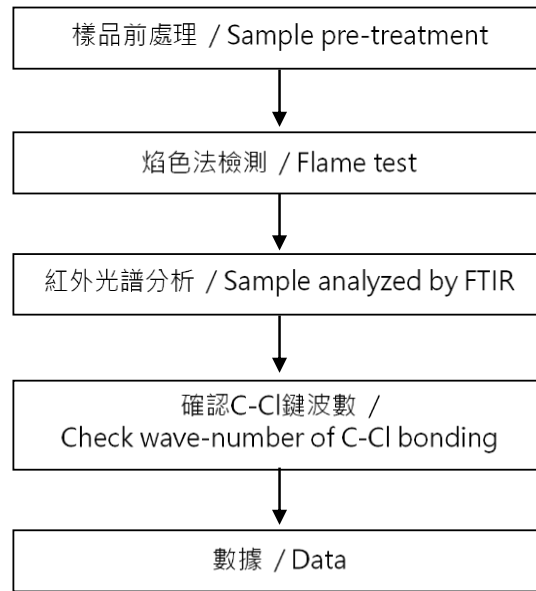 樣品前處理 / Sample pre-treatment
焰色法檢測 / Flame test
紅外光譜分析 / Sample analyzed by FTIR
確認C-Cl鍵波數 /
Check wave-number of C-Cl bonding
數據 / Data